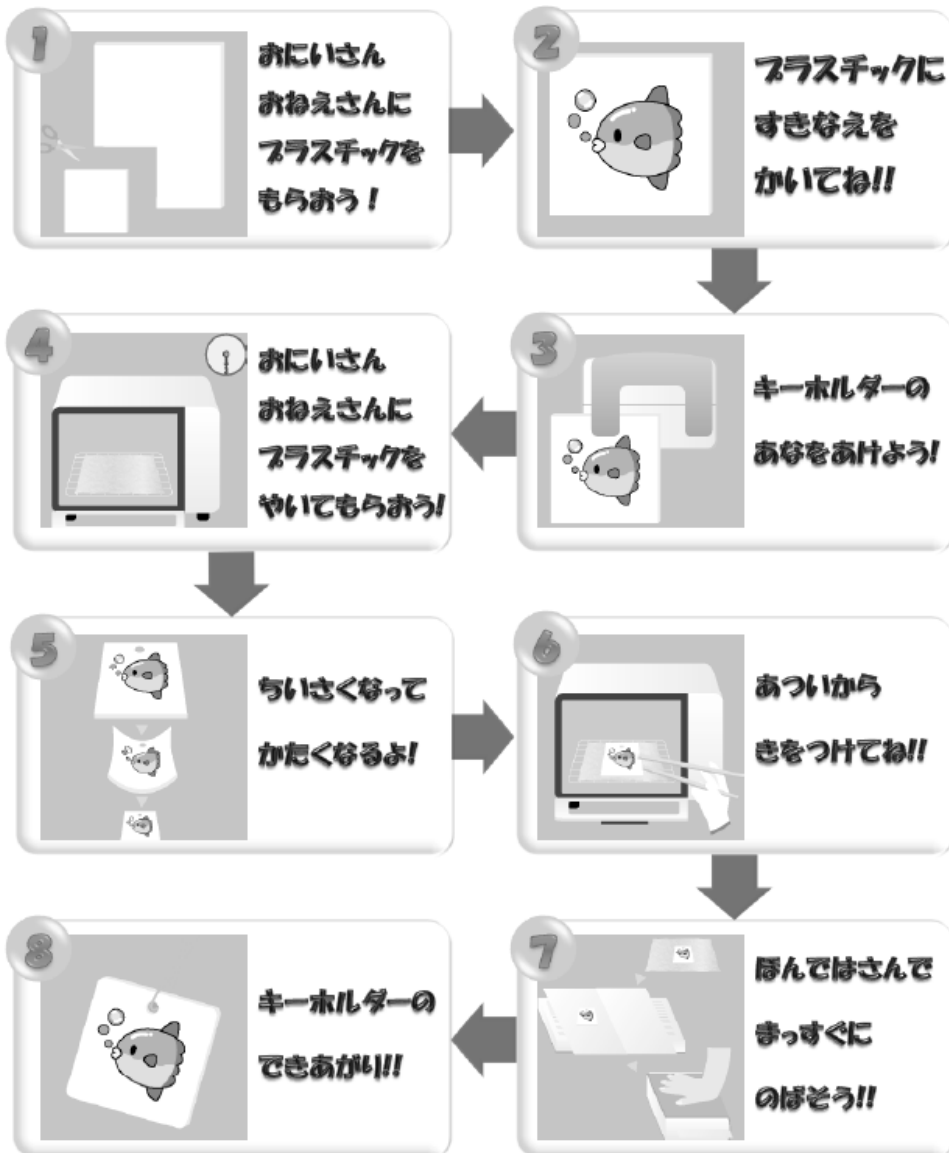 1
おにいさん
おねえさんに
プラスチックを
もらおう!
2
プラスチックに
すきなえを
かいてね!!
3
キーホルダーの
あなをあけよう!
4
おにいさん
おねえさんに
プラスチックを
やいてもらおう!
5
ちいさくなって
かたくなるよ!
6
あついから
きをつけてね!!
7
ほんではさんで
まっすぐに
のばそう!!
8
キーホルダーの
できあがり!!